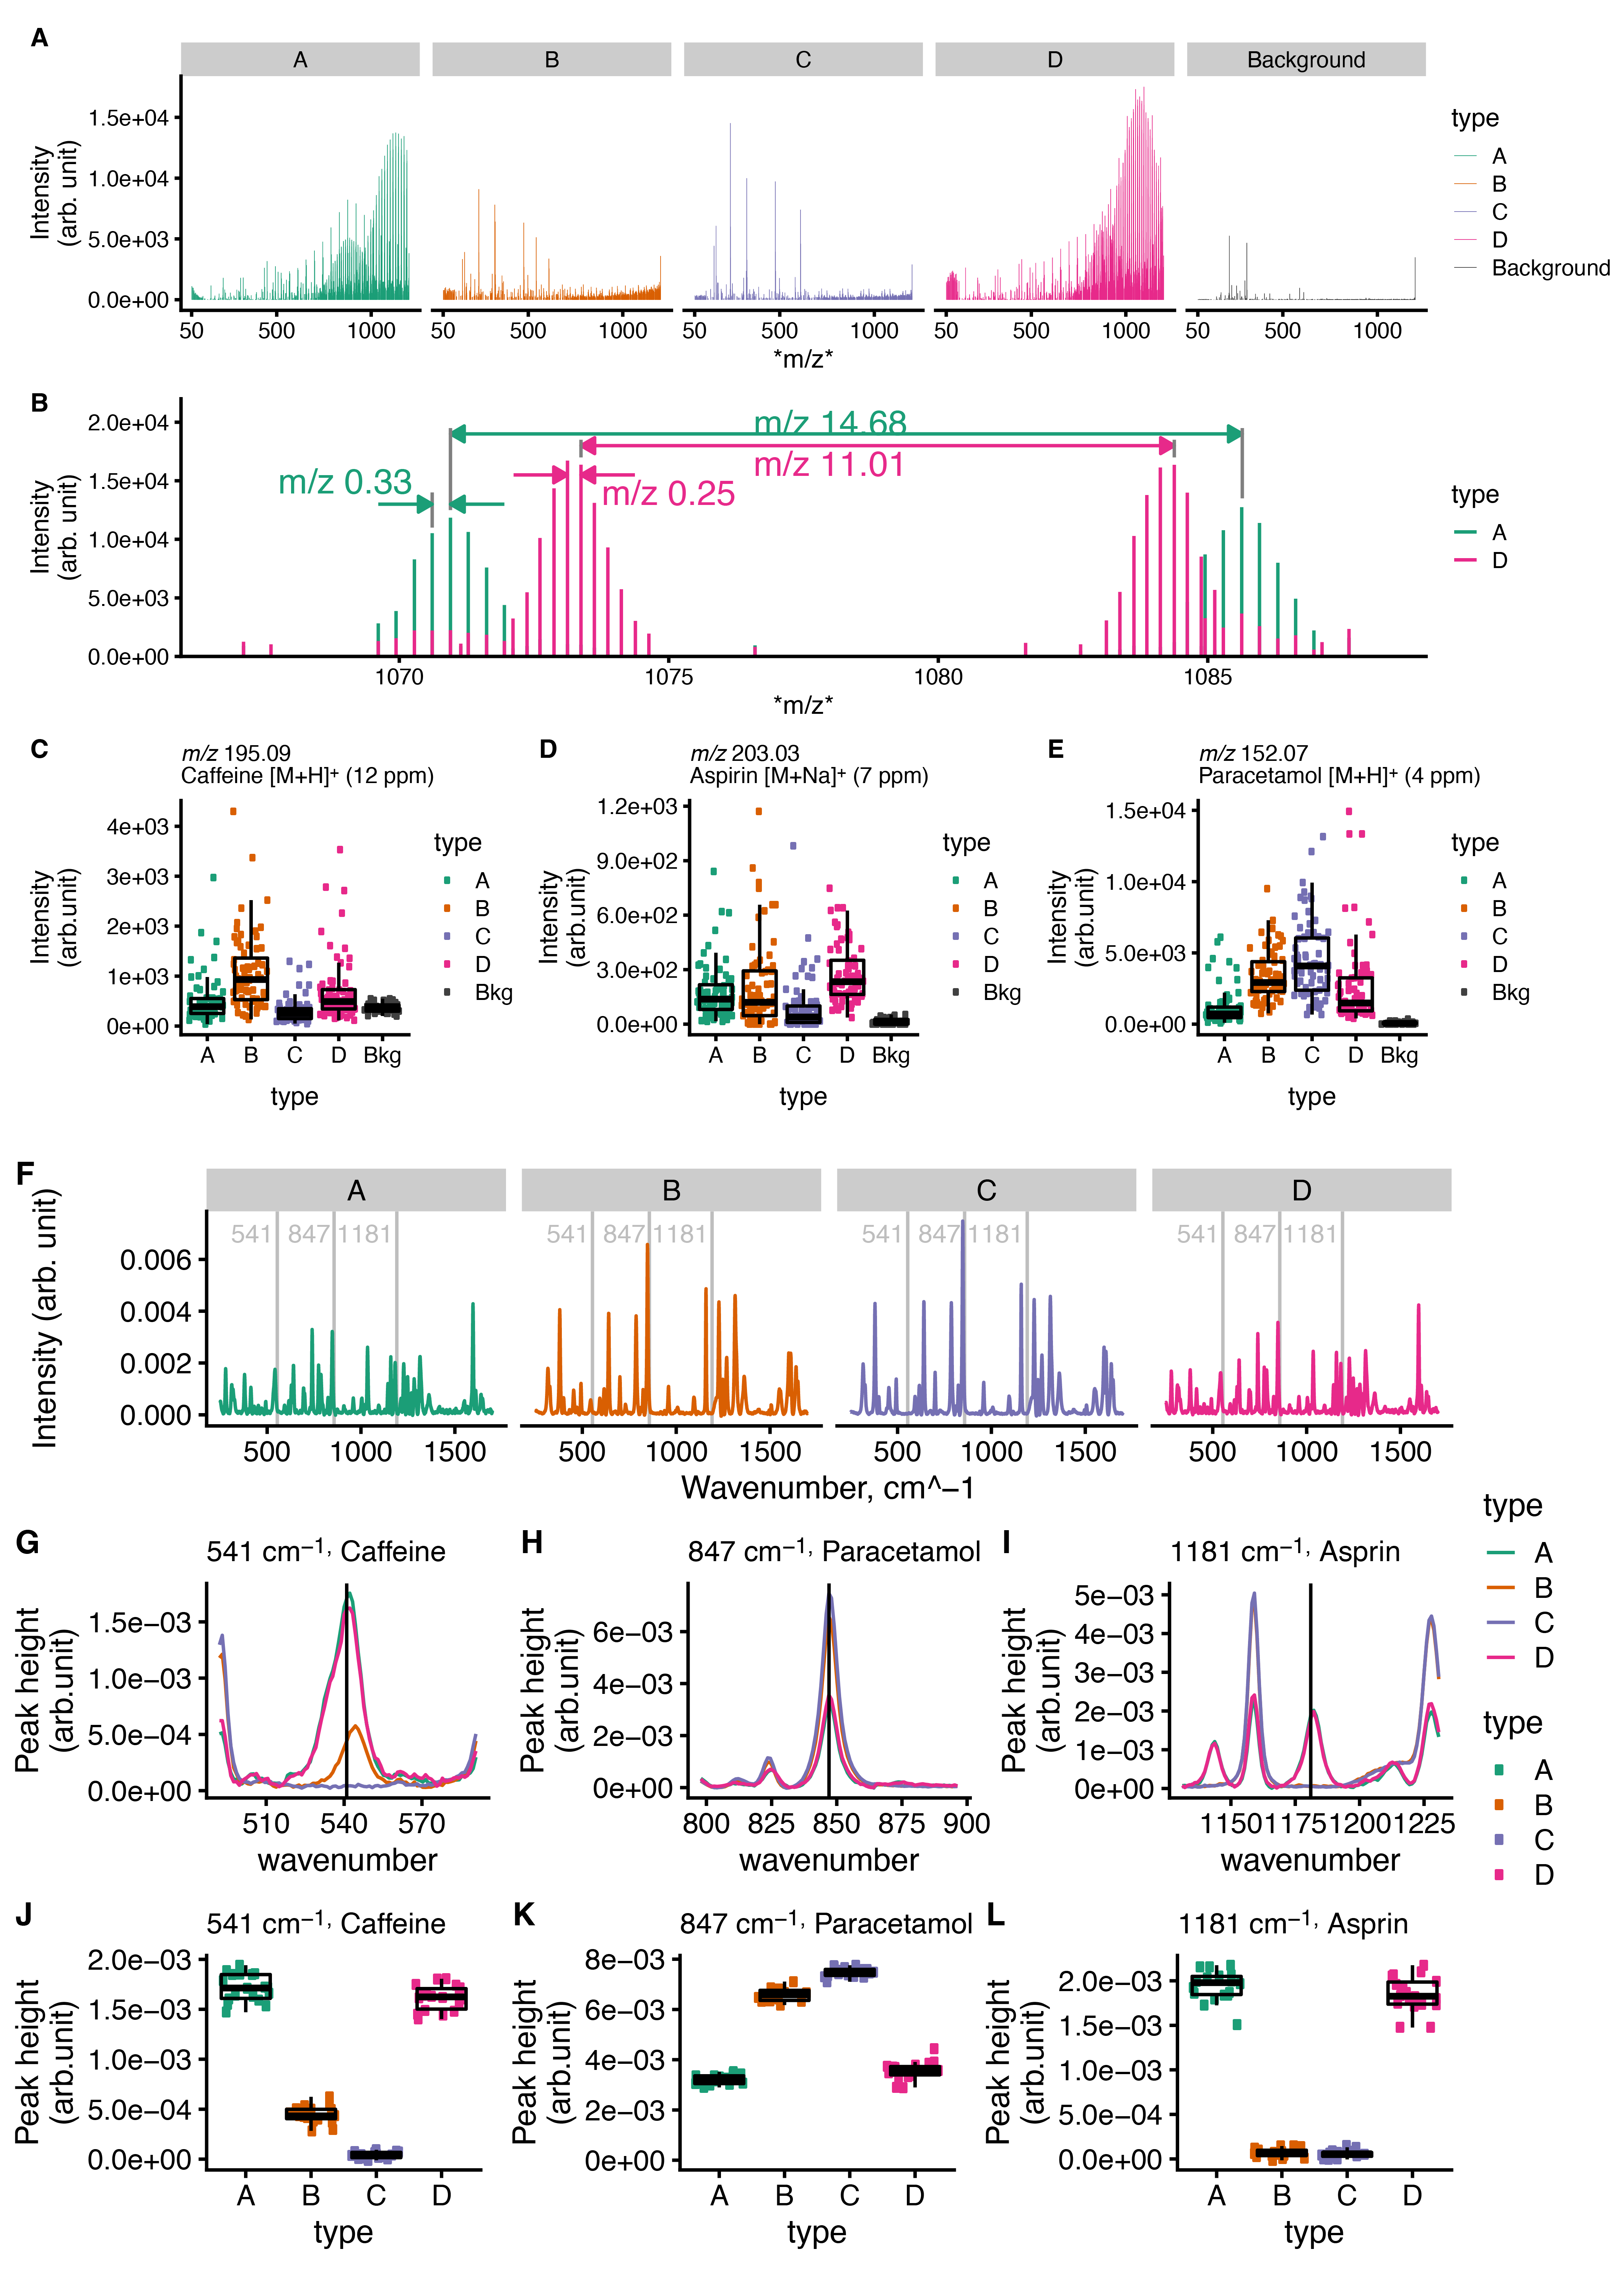 A
A B C D Background
Intensity
(arb. unit)
1.5e+04
1.0e+04
5.0e+03
0.0e+00
50 500 1000 50 500 1000 50 500 1000 50 500 1000 50 500 1000
*m/z*
type
A
B
C
D
Background
B
Intensity
(arb. unit)
2.0e+04
1.5e+04
1.0e+04
5.0e+03
0.0e+00
m/z 14.68
m/z 11.01
m/z 0.33
m/z 0.25
1070 1075 1080 1085
*m/z*
type
A
D
C
m/z 195.09
Caffeine [M+H]+ (12 ppm)
Intensity
(arb.unit)
4e+03
3e+03
2e+03
1e+03
0e+00
A B C D Bkg
type
type
A
B
C
D
Bkg
D
m/z 203.03
Aspirin [M+Na]+ (7 ppm)
Intensity
(arb.unit)
1.2e+03
9.0e+02
6.0e+02
3.0e+02
0.0e+00
A B C D Bkg
type
type
A
B
C
D
Bkg
E
m/z 152.07
Paracetamol [M+H]+ (4 ppm)
Intensity
(arb.unit)
1.5e+04
1.0e+04
5.0e+03
0.0e+00
A B C D Bkg
type
type
A
B
C
D
Bkg
F
A B C D
Intensity (arb. unit)
541 847 1181 541 847 1181 541 847 1181 541 847 1181
0.006
0.004
0.002
0.000
500 1000 1500 500 1000 1500 500 1000 1500 500 1000 1500
Wavenumber, cm^−1
G
541 cm−1, Caffeine
Peak height
(arb.unit)
1.5e−03
1.0e−03
5.0e−04
0.0e+00
510 540 570
wavenumber
H
847 cm−1, Paracetamol
Peak height
(arb.unit)
6e−03
4e−03
2e−03
0e+00
800 825 850 875 900
wavenumber
I
1181 cm−1, Asprin
Peak height
(arb.unit)
5e−03
4e−03
3e−03
2e−03
1e−03
0e+00
1150 1175 1200 1225
wavenumber
type
A
B
C
D
type
A
B
C
D
J
541 cm−1, Caffeine
Peak height
(arb.unit)
2.0e−03
1.5e−03
1.0e−03
5.0e−04
0.0e+00
A B C D
type
K
847 cm−1, Paracetamol
Peak height
(arb.unit)
8e−03
6e−03
4e−03
2e−03
0e+00
A B C D
type
L
1181 cm−1, Asprin
Peak height
(arb.unit)
2.0e−03
1.5e−03
1.0e−03
5.0e−04
0.0e+00
A B C D
type